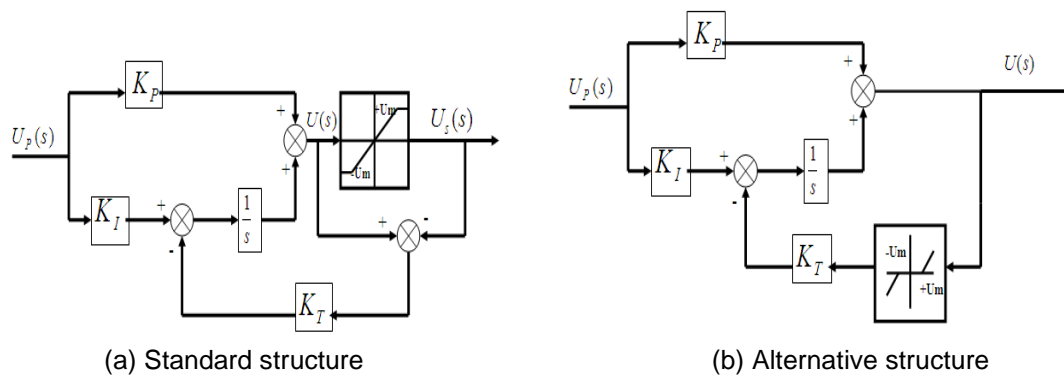 K_P
U_P(s)
+
U(s)
+Um
-Um
U_s(s)
+
K_I
+
-
1/s
+
-
K_T
(a) Standard structure
K_P
U_P(s)
+
U(s)
+
K_I
+
-
1/s
K_T
-Um
+Um
(b) Alternative structure